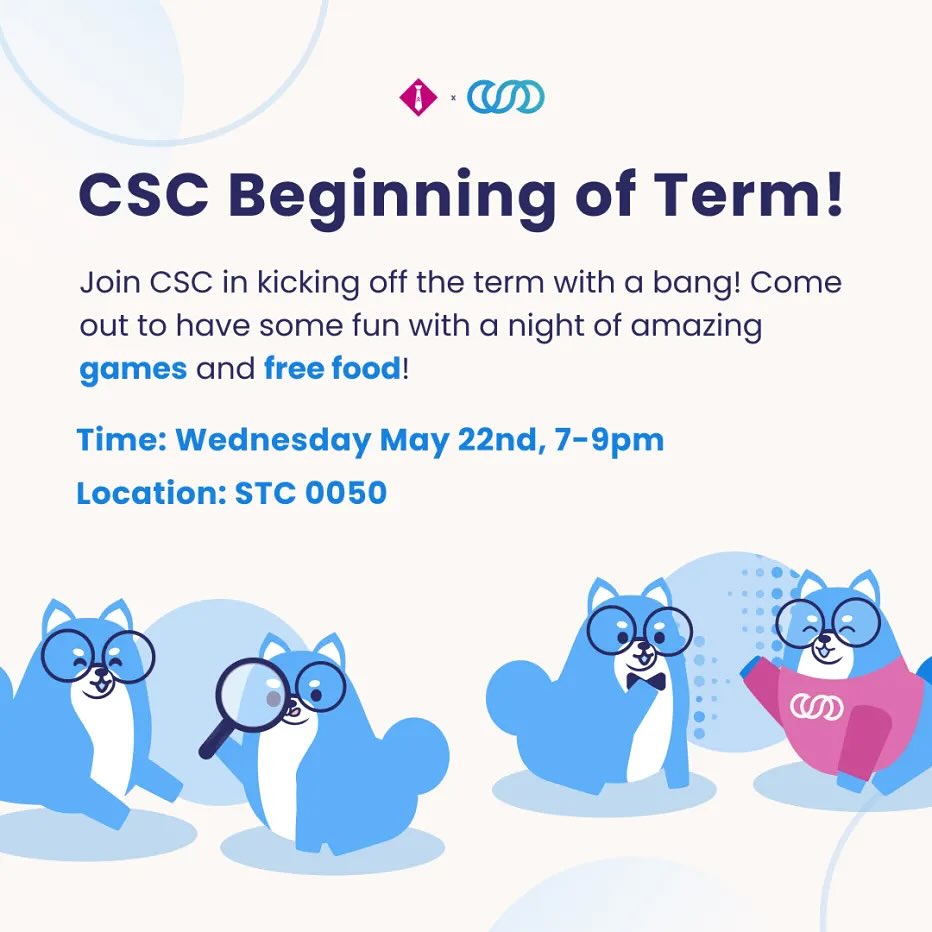 x
CSC Beginning of Term!
Join CSC in kicking off the term with a bang! Come
out to have some fun with a night of amazing
games and free food!
Time: Wednesday May 22nd, 7-9pm
Location: STC 0050